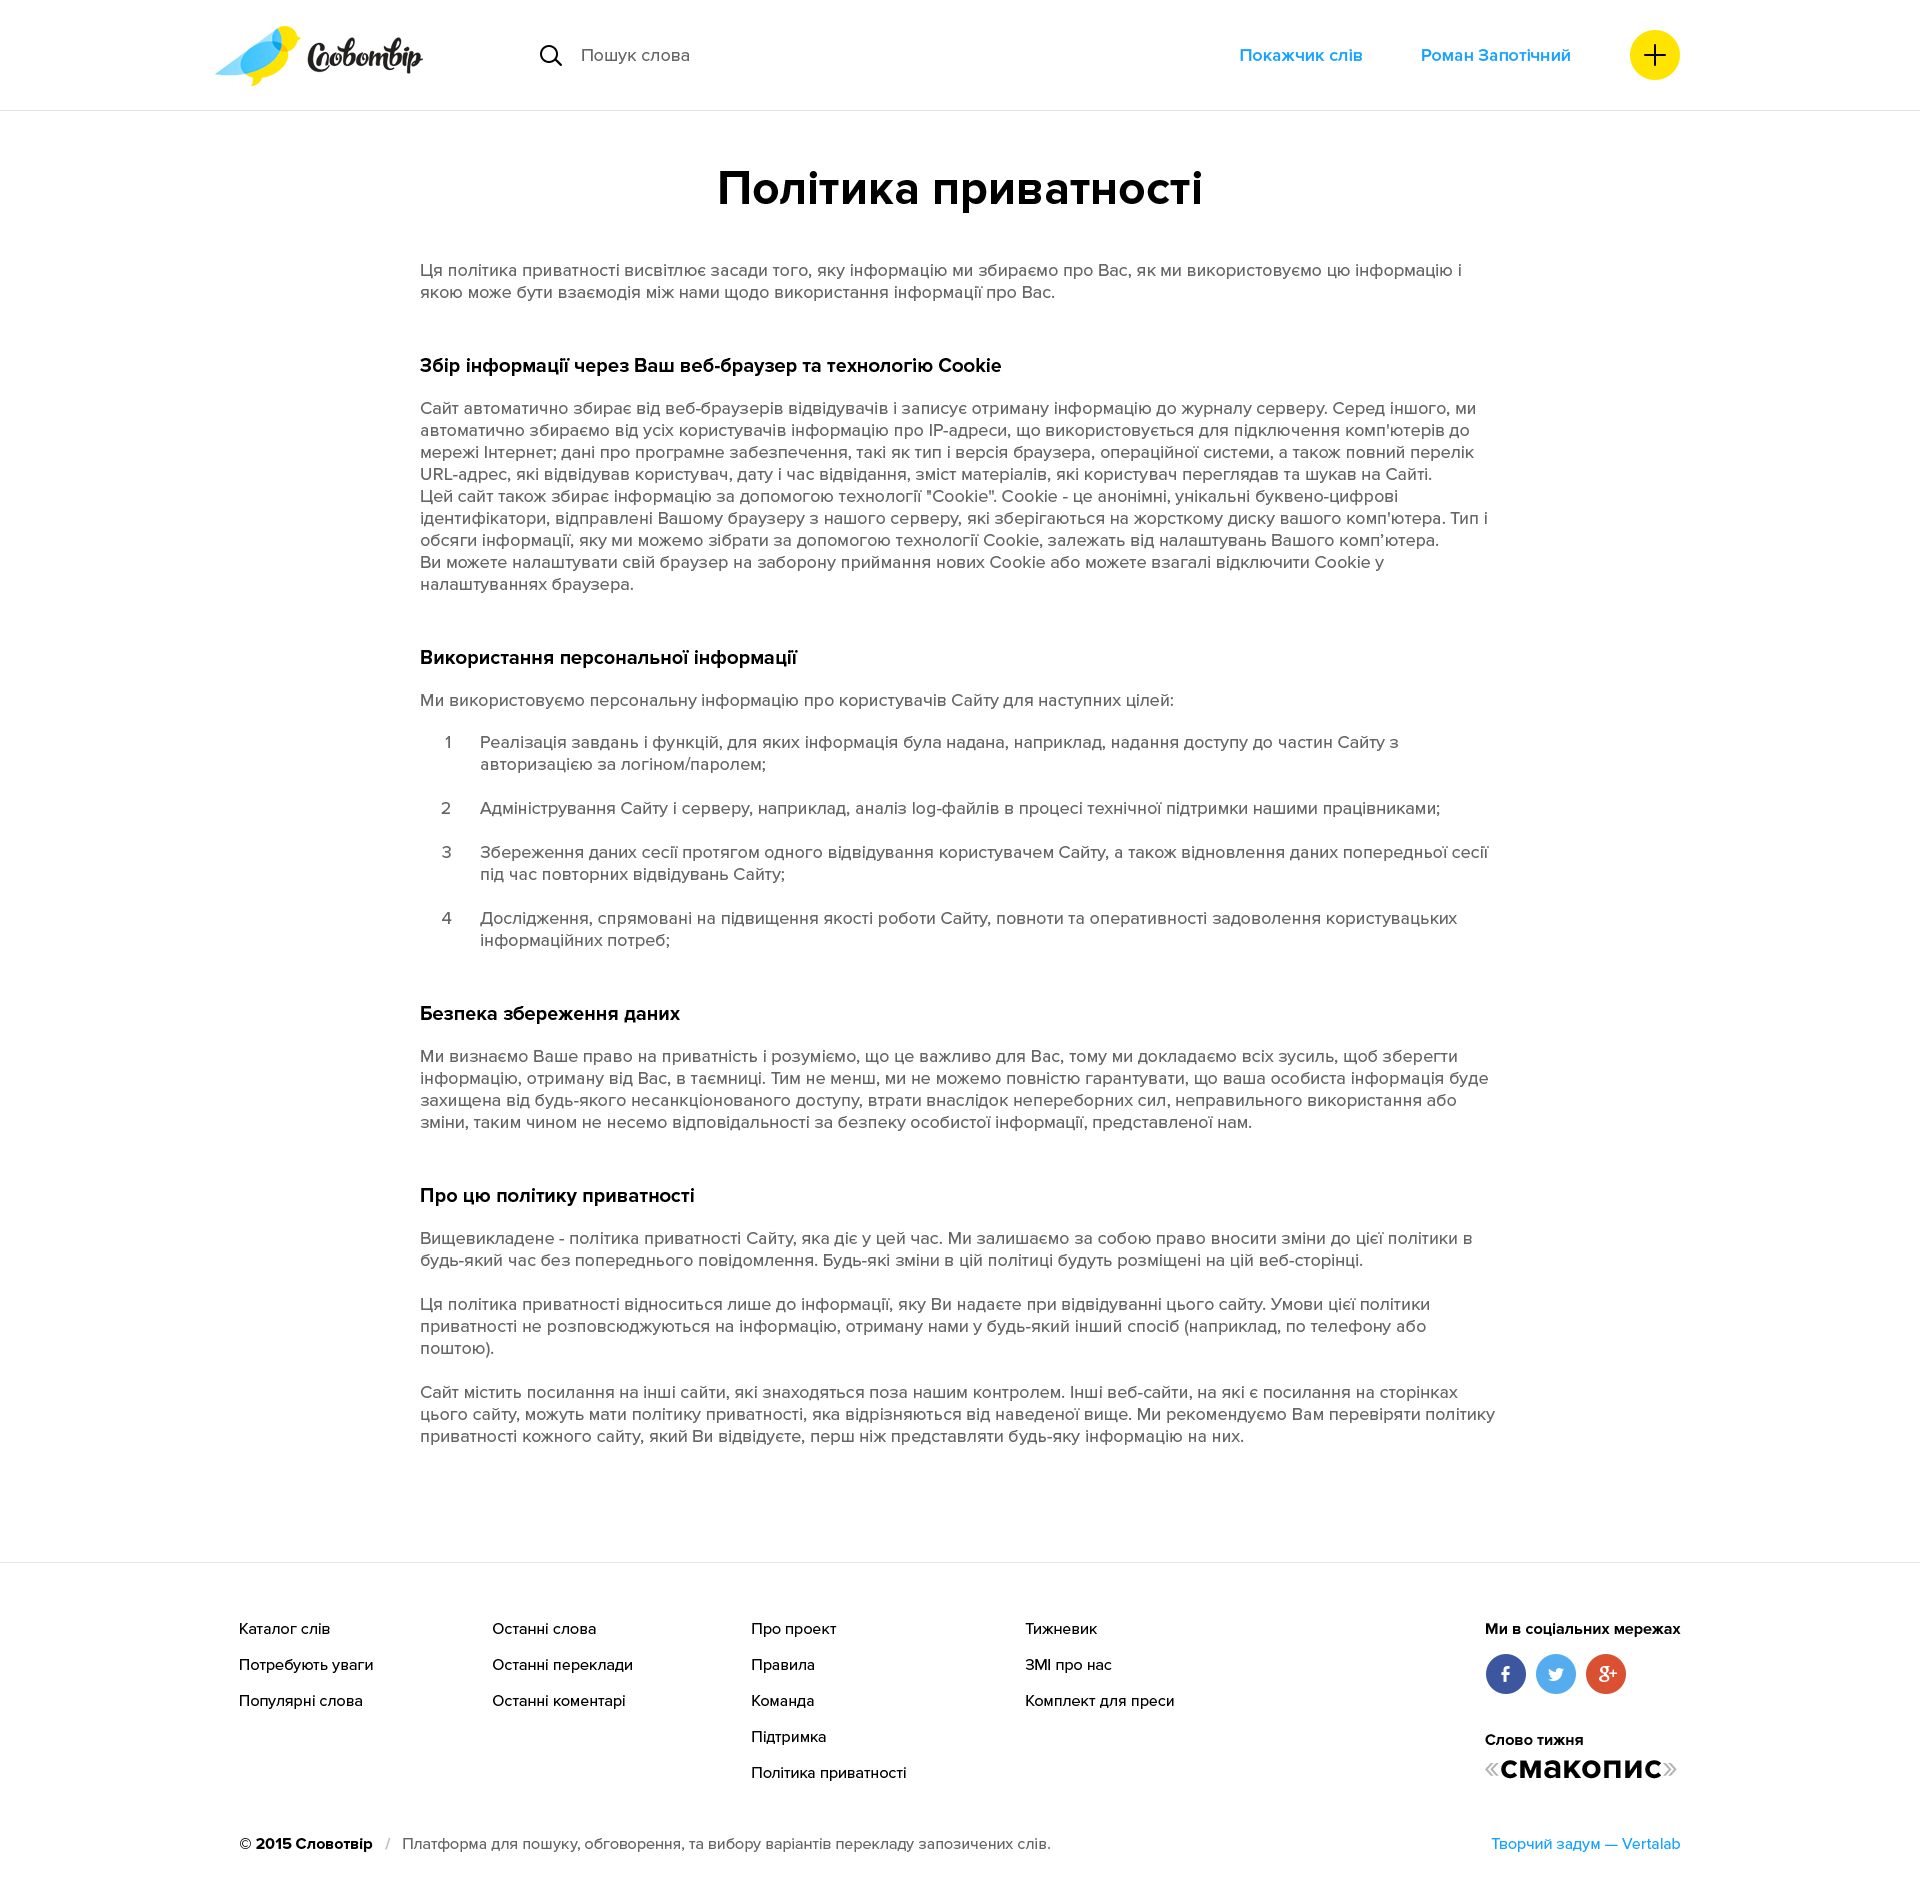 Словотвір
Пошук слова
Покажчик слів
Роман Запотічний
Політика приватності
Ця політика приватності висвітлює засади того, яку інформацію ми збираємо про Вас, як ми використовуємо цю інформацію і
якою може бути взаємодія між нами щодо використання інформації про Вас.
Збір інформації через Ваш веб-браузер та технологію Cookie
Сайт автоматично збирає від веб-браузерів відвідувачів і записує отриману інформацію до журналу серверу. Серед іншого, ми
автоматично збираємо від усіх користувачів інформацію про IP-адреси, що використовується для підключення комп'ютерів до
мережі Інтернет; дані про програмне забезпечення, такі як тип і версія браузера, операційної системи, а також повний перелік
URL-адрес, які відвідував користувач, дату і час відвідання, зміст матеріалів, які користувач переглядав та шукав на Сайті.
Цей сайт також збирає інформацію за допомогою технології "Cookie". Cookie - це анонімні, унікальні буквено-цифрові
ідентифікатори, відправлені Вашому браузеру з нашого серверу, які зберігаються на жорсткому диску вашого комп'ютера. Тип і
обсяги інформації, яку ми можемо зібрати за допомогою технології Cookie, залежать від налаштувань Вашого комп’ютера.
Ви можете налаштувати свій браузер на заборону приймання нових Cookie або можете взагалі відключити Cookie у
налаштуваннях браузера.
Використання персональної інформації
Ми використовуємо персональну інформацію про користувачів Сайту для наступних цілей:
1 Реалізація завдань і функцій, для яких інформація була надана, наприклад, надання доступу до частин Сайту з
авторизацією за логіном/паролем;
2 Адміністрування Сайту і серверу, наприклад, аналіз log-файлів в процесі технічної підтримки нашими працівниками;
3 Збереження даних сесії протягом одного відвідування користувачем Сайту, а також відновлення даних попередньої сесії
під час повторних відвідувань Сайту;
4 Дослідження, спрямовані на підвищення якості роботи Сайту, повноти та оперативності задоволення користувацьких
інформаційних потреб;
Безпека збереження даних
Ми визнаємо Ваше право на приватність і розуміємо, що це важливо для Вас, тому ми докладаємо всіх зусиль, щоб зберегти
інформацію, отриману від Вас, в таємниці. Тим не менш, ми не можемо повністю гарантувати, що ваша особиста інформація буде
захищена від будь-якого несанкціонованого доступу, втрати внаслідок непереборних сил, неправильного використання або
зміни, таким чином не несемо відповідальності за безпеку особистої інформації, представленої нам.
Про цю політику приватності
Вищевикладене - політика приватності Сайту, яка діє у цей час. Ми залишаємо за собою право вносити зміни до цієї політики в
будь-який час без попереднього повідомлення. Будь-які зміни в цій політиці будуть розміщені на цій веб-сторінці.
Ця політика приватності відноситься лише до інформації, яку Ви надаєте при відвідуванні цього сайту. Умови цієї політики
приватності не розповсюджуються на інформацію, отриману нами у будь-який інший спосіб (наприклад, по телефону або
поштою).
Сайт містить посилання на інші сайти, які знаходяться поза нашим контролем. Інші веб-сайти, на які є посилання на сторінках
цього сайту, можуть мати політику приватності, яка відрізняються від наведеної вище. Ми рекомендуємо Вам перевіряти політику
приватності кожного сайту, який Ви відвідуєте, перш ніж представляти будь-яку інформацію на них.
Каталог слів
Потребують уваги
Популярні слова
Останні слова
Останні переклади
Останні коментарі
Про проект
Правила
Команда
Підтримка
Політика приватності
Тижневик
ЗМІ про нас
Комплект для преси
Ми в соціальних мережах
f g+
Слово тижня
«смакопис»
© 2015 Словотвір / Платформа для пошуку, обговорення, та вибору варіантів перекладу запозичених слів.
Творчий задум — Vertalab